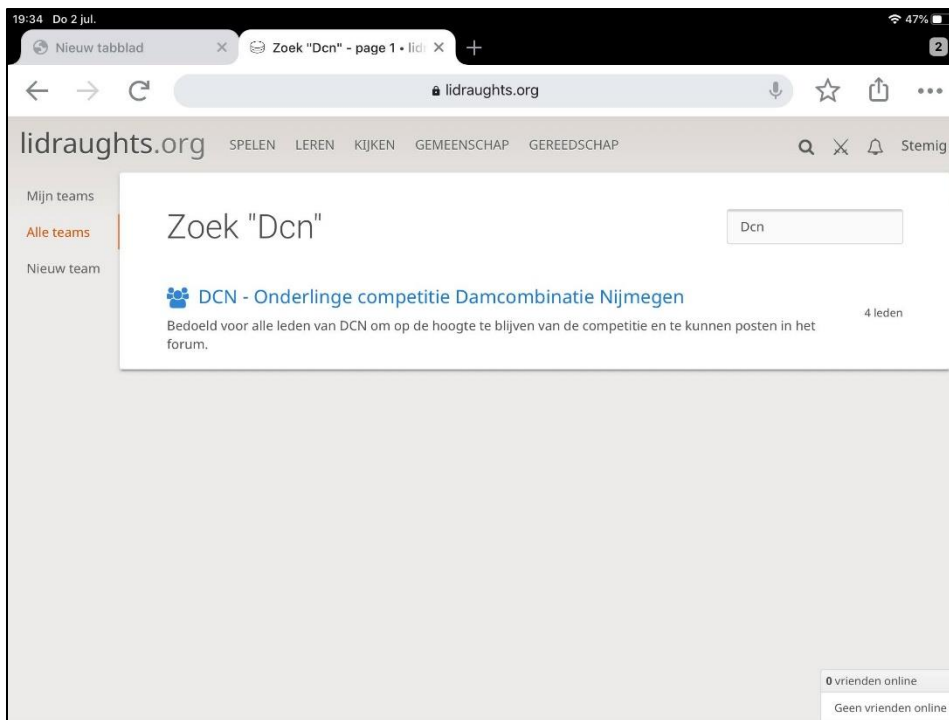 19:34 Do 2 jul.
47%
Nieuw tabblad
Zoek "Dcn" - page 1 • lid
2
lidraughts.org
lidraughts.org SPELEN LEREN KIJKEN GEMEENSCHAP GEREEDSCHAP Stemig
Mijn teams
Alle teams
Nieuw team
Zoek "Dcn"
Dcn
DCN - Onderlinge competitie Damcombinatie Nijmegen
4 leden
Bedoeld voor alle leden van DCN om op de hoogte te blijven van de competitie en te kunnen posten in het
forum.
0 vrienden online
Geen vrienden online